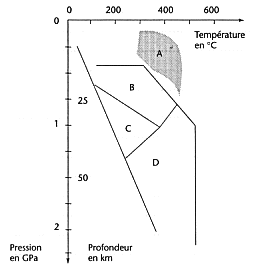 0 200 400 600
Température
en °C
A
B
25
1
C
D
50
2
Pression
en GPa
Profondeur
en km